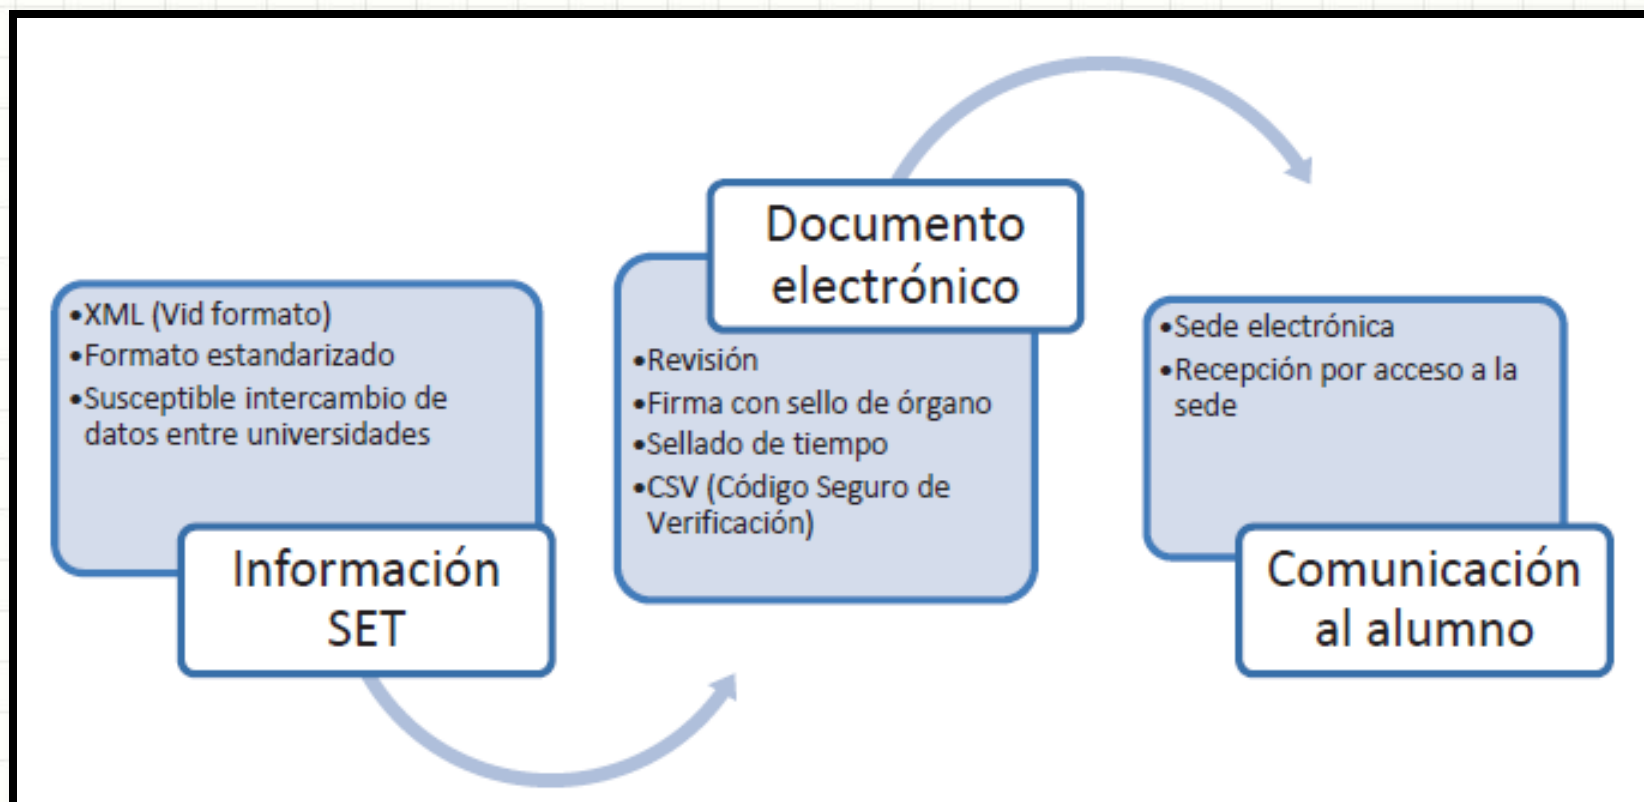 •XML (Vid formato)
•Formato estandarizado
•Susceptible intercambio de
datos entre universidades
Información
SET
Documento
electrónico
•Revisión
•Firma con sello de órgano
•Sellado de tiempo
•CSV (Código Seguro de
Verificación)
•Sede electrónica
•Recepción por acceso a la
sede
Comunicación
al alumno